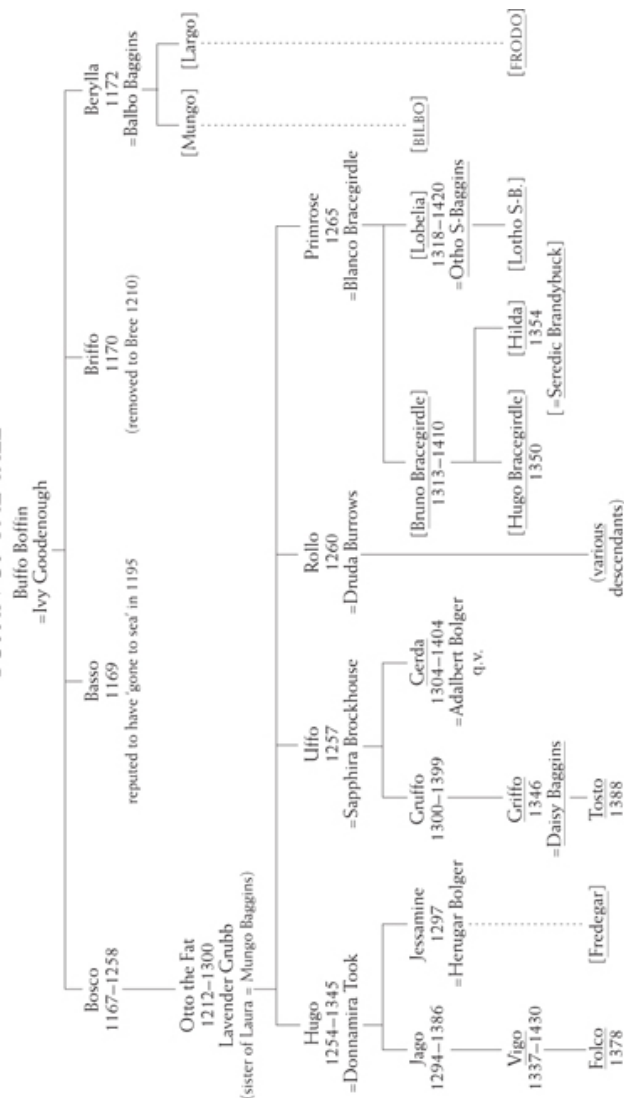 Buffo Boffin
=Ivy Goodenough
Bosco
1167–1258
Basso
1169
reputed to have 'gone to sea' in 1195
Briffo
1170
(removed to Bree 1210)
Berylla
1172
=Balbo Baggins
Otto the Fat
1212–1300
Lavender Grubb
(sister of Laura = Mungo Baggins)
[Mungo]
[Largo]
Hugo
1254–1345
=Donnamira Took
Uffo
1257
=Sapphira Brockhouse
Rollo
1260
=Druda Burrows
Primrose
1265
=Blanco Bracegirdle
Jago
1294–1386
Jessamine
1297
=Herugar Bolger
Gruffo
1300–1399
Gerda
1304–1404
=Adalbert Bolger
q.v.
[Bruno Bracegirdle]
1313–1410
[Lobelia]
1318–1420
=Otho S-Baggins
[BILBO]
Vigo
1337–1430
Griffo
1346
=Daisy Baggins
[Hugo Bracegirdle]
1350
[Hilda]
1354
[=Seredic Brandybuck]
[Lotho S-B.]
[FRODO]
Folco
1378
[Fredegar]
Tosto
1388
(various
descendants)